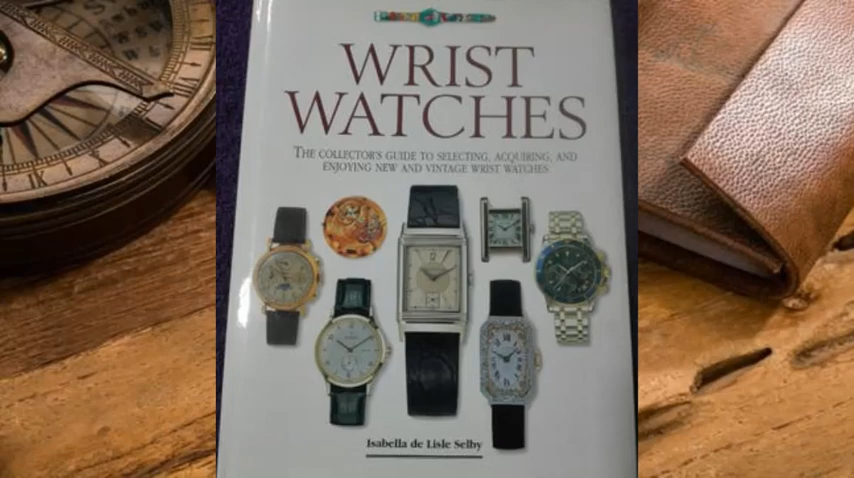 WRIST
WATCHES
THE COLLECTOR'S GUIDE TO SELECTING, ACQUIRING, AND
ENJOYING NEW AND VINTAGE WRIST WATCHES
Isabella de Lisle Selby